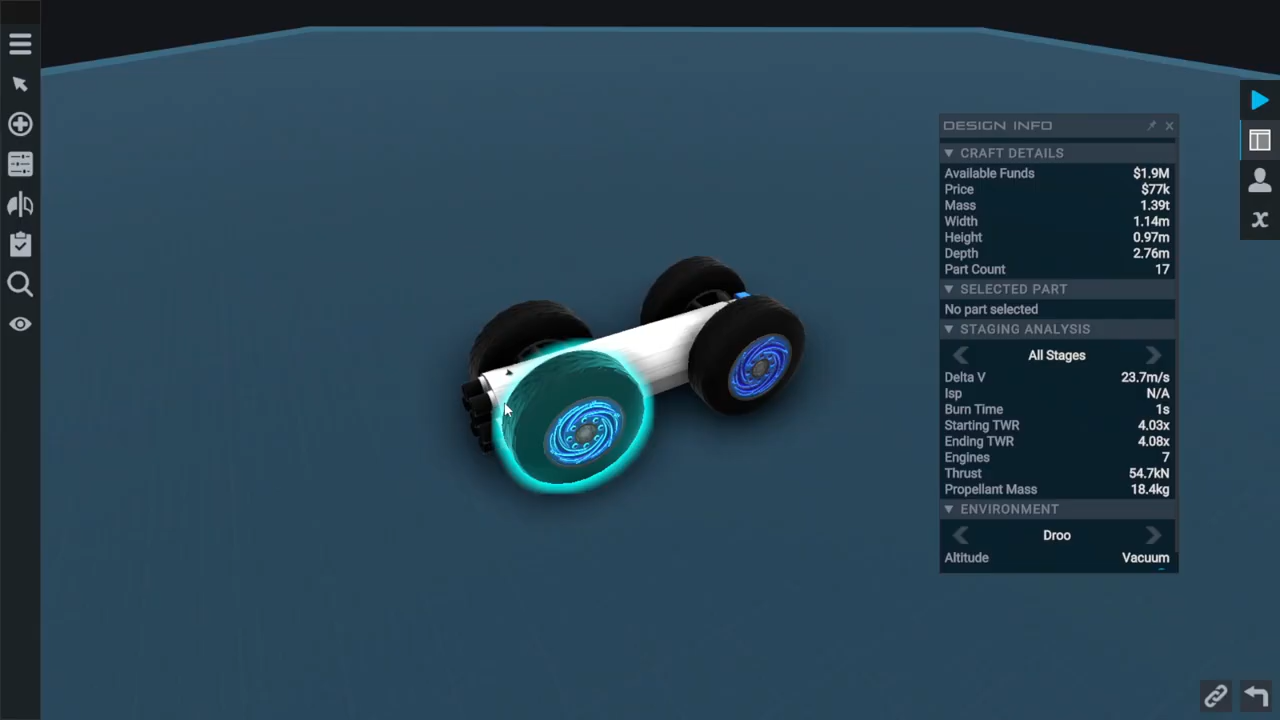 DESIGN INFO
CRAFT DETAILS
Available Funds $1.9M
Price $77k
Mass 1.39t
Width 1.14m
Height 0.97m
Depth 2.76m
Part Count 17
SELECTED PART
No part selected
STAGING ANALYSIS
All Stages
Delta V 23.7m/s
Isp N/A
Burn Time 1s
Starting TWR 4.03x
Ending TWR 4.08x
Engines 7
Thrust 54.7kN
Propellant Mass 18.4kg
ENVIRONMENT
Droo
Altitude Vacuum
x